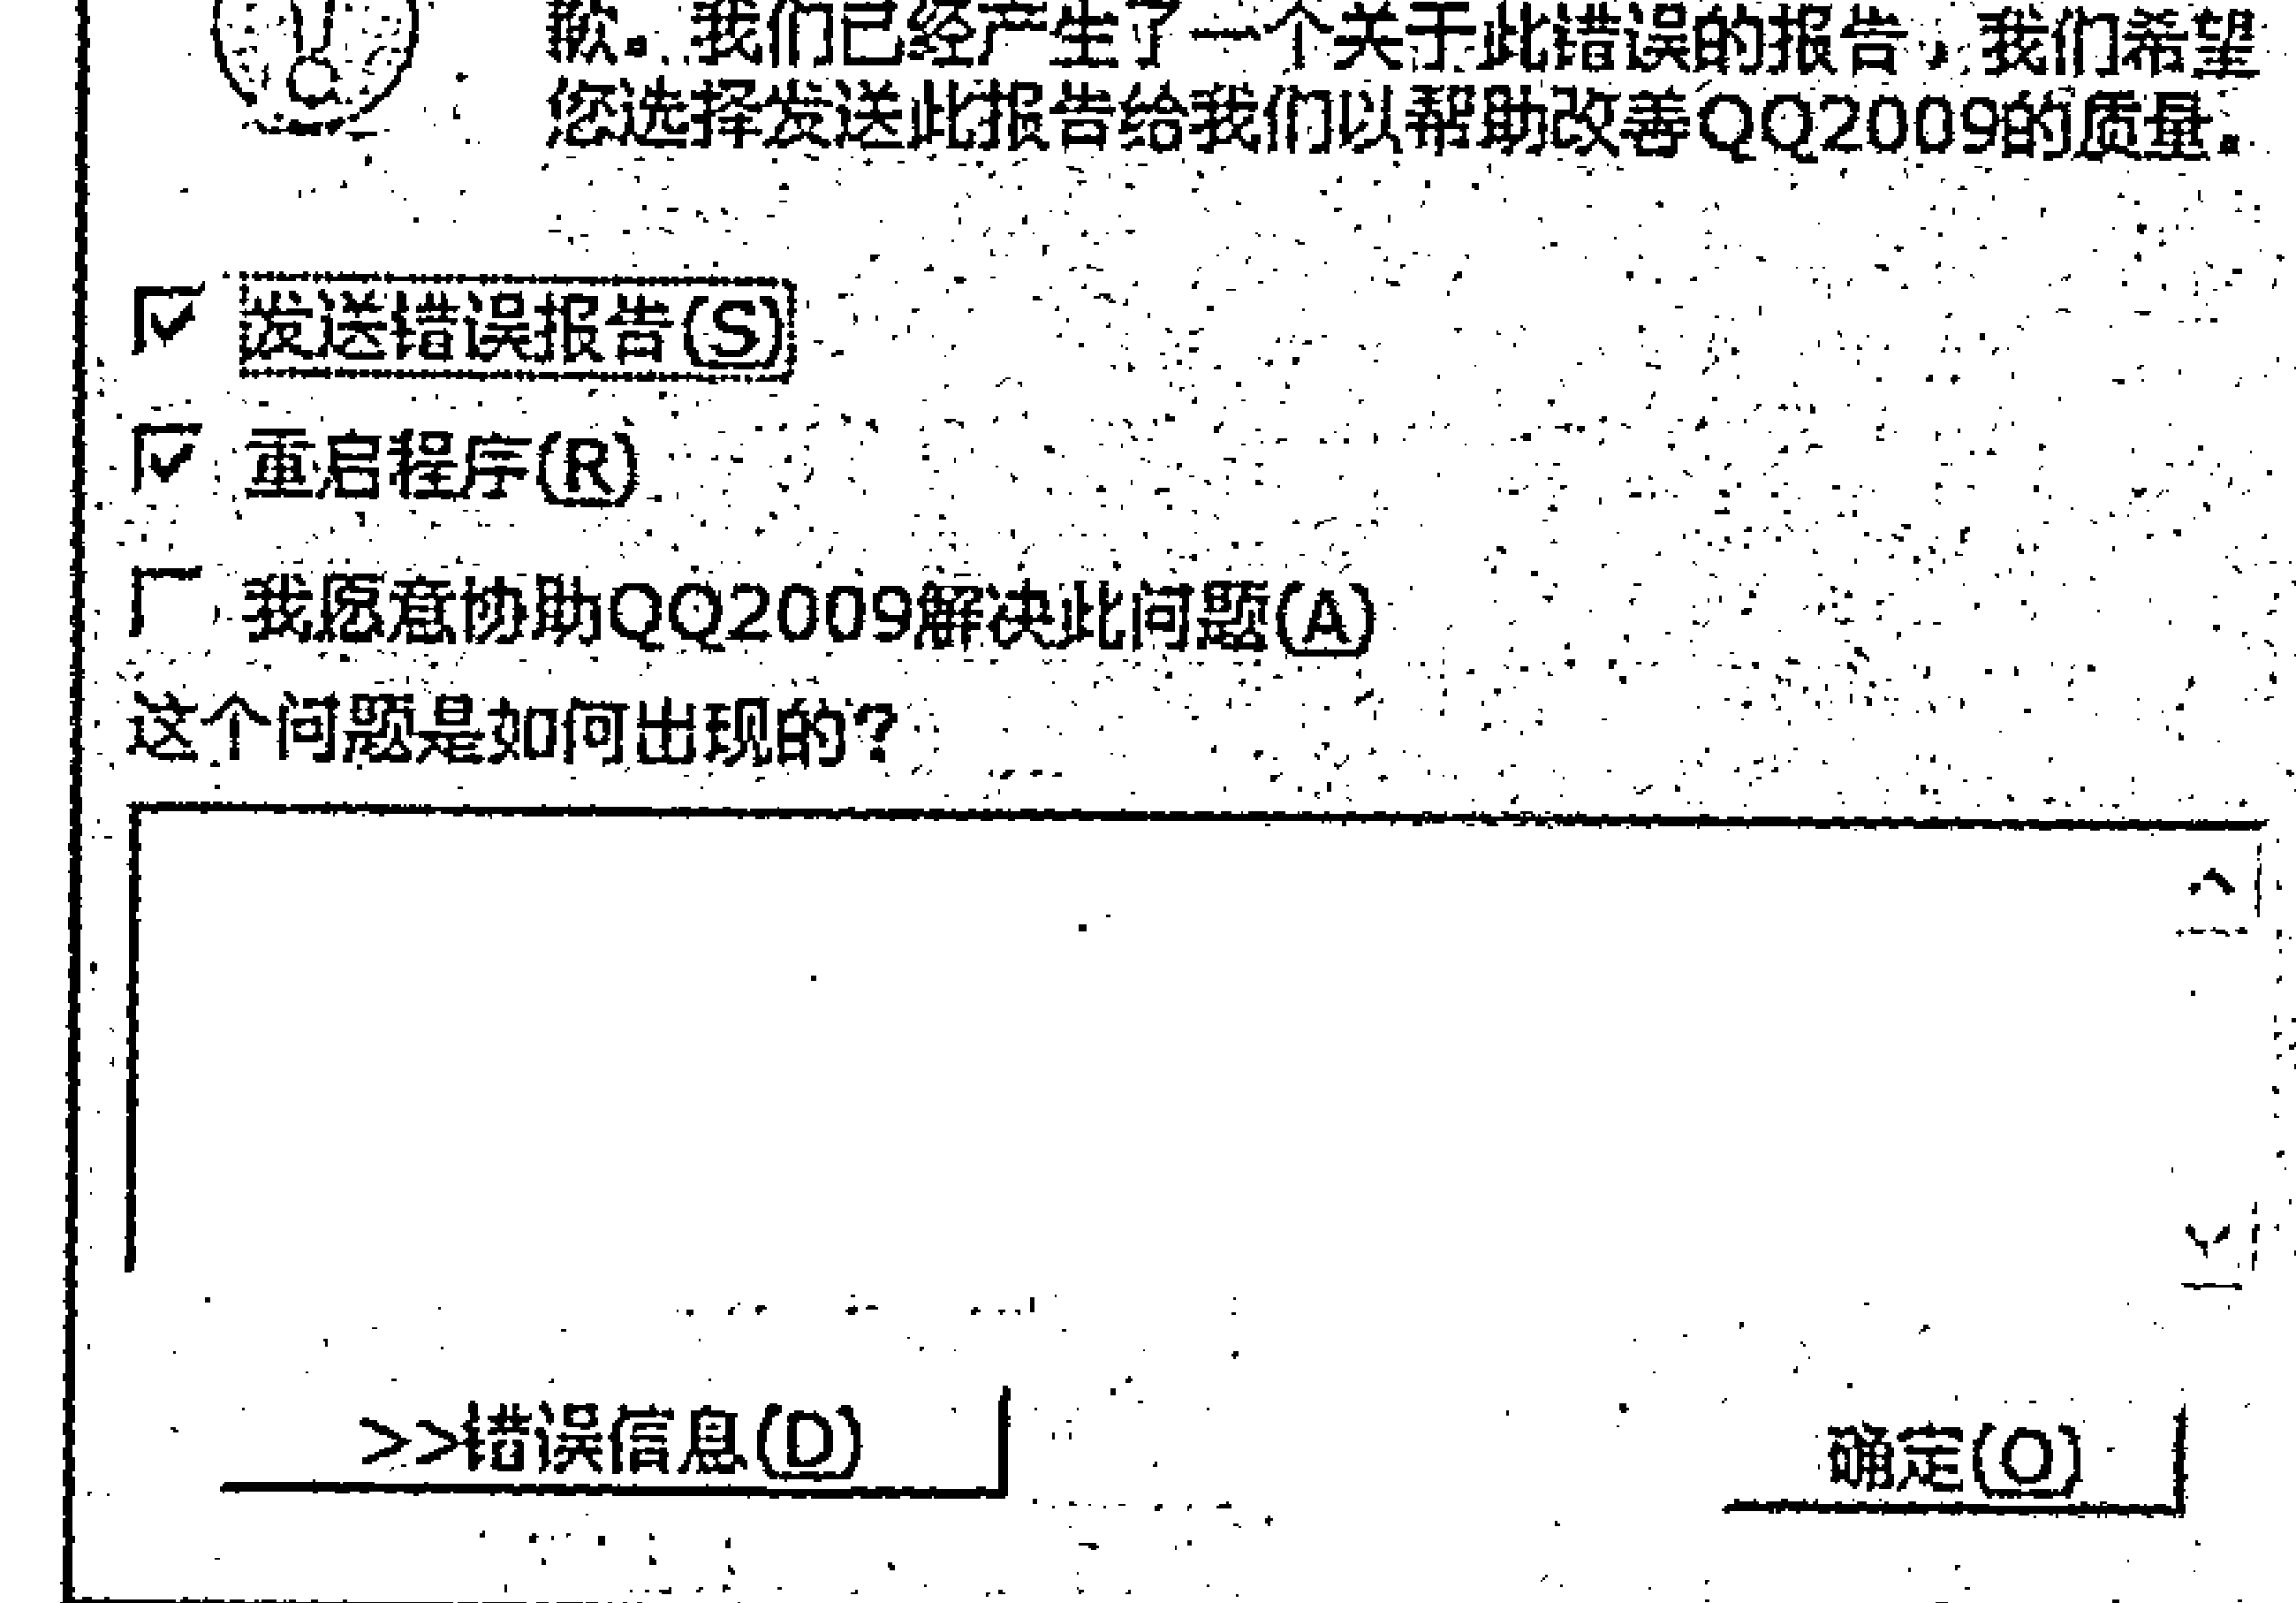 歉。我们已经产生了一个关于此错误的报告，我们希望
您选择发送此报告给我们以帮助改善QQ2009的质量。
发送错误报告(S)
重启程序(R)
我愿意协助QQ2009解决此问题(A)
这个问题是如何出现的?
>>错误信息(D)
确定(O)